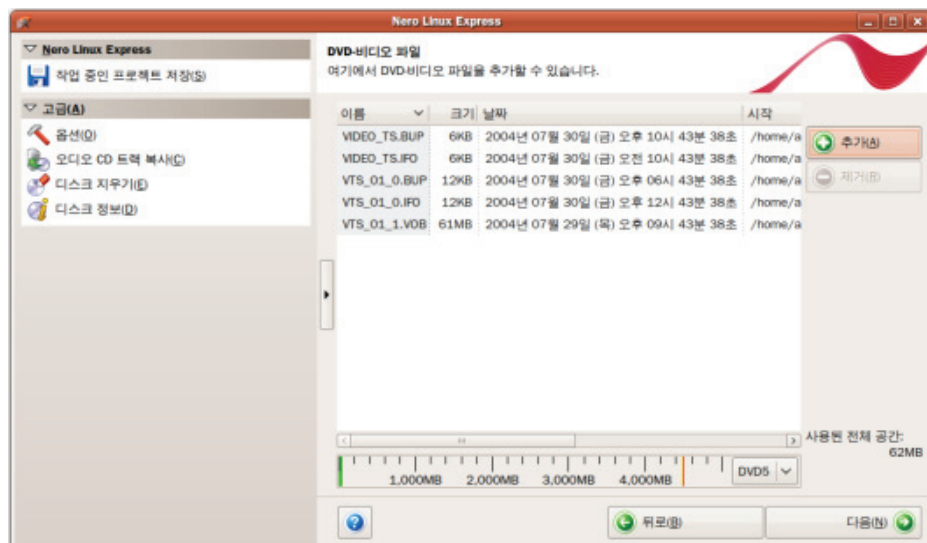 Nero Linux Express
Nero Linux Express
작업 중인 프로젝트 저장(S)
고급(A)
옵션(O)
오디오 CD 트랙 복사(C)
디스크 지우기(E)
디스크 정보(D)
DVD-비디오 파일
여기에서 DVD-비디오 파일을 추가할 수 있습니다.
이름 크기 날짜 시작
VIDEO_TS.BUP 6KB 2004년 07월 30일 (금) 오후 10시 43분 38초 /home/a
VIDEO_TS.IFO 6KB 2004년 07월 30일 (금) 오전 10시 43분 38초 /home/a
VTS_01_0.BUP 12KB 2004년 07월 30일 (금) 오후 06시 43분 38초 /home/a
VTS_01_0.IFO 12KB 2004년 07월 30일 (금) 오후 12시 43분 38초 /home/a
VTS_01_1.VOB 61MB 2004년 07월 29일 (목) 오후 09시 43분 38초 /home/a
추가(A)
제거(R)
사용된 전체 공간:
62MB
1,000MB 2,000MB 3,000MB 4,000MB DVD5
뒤로(B) 다음(N)